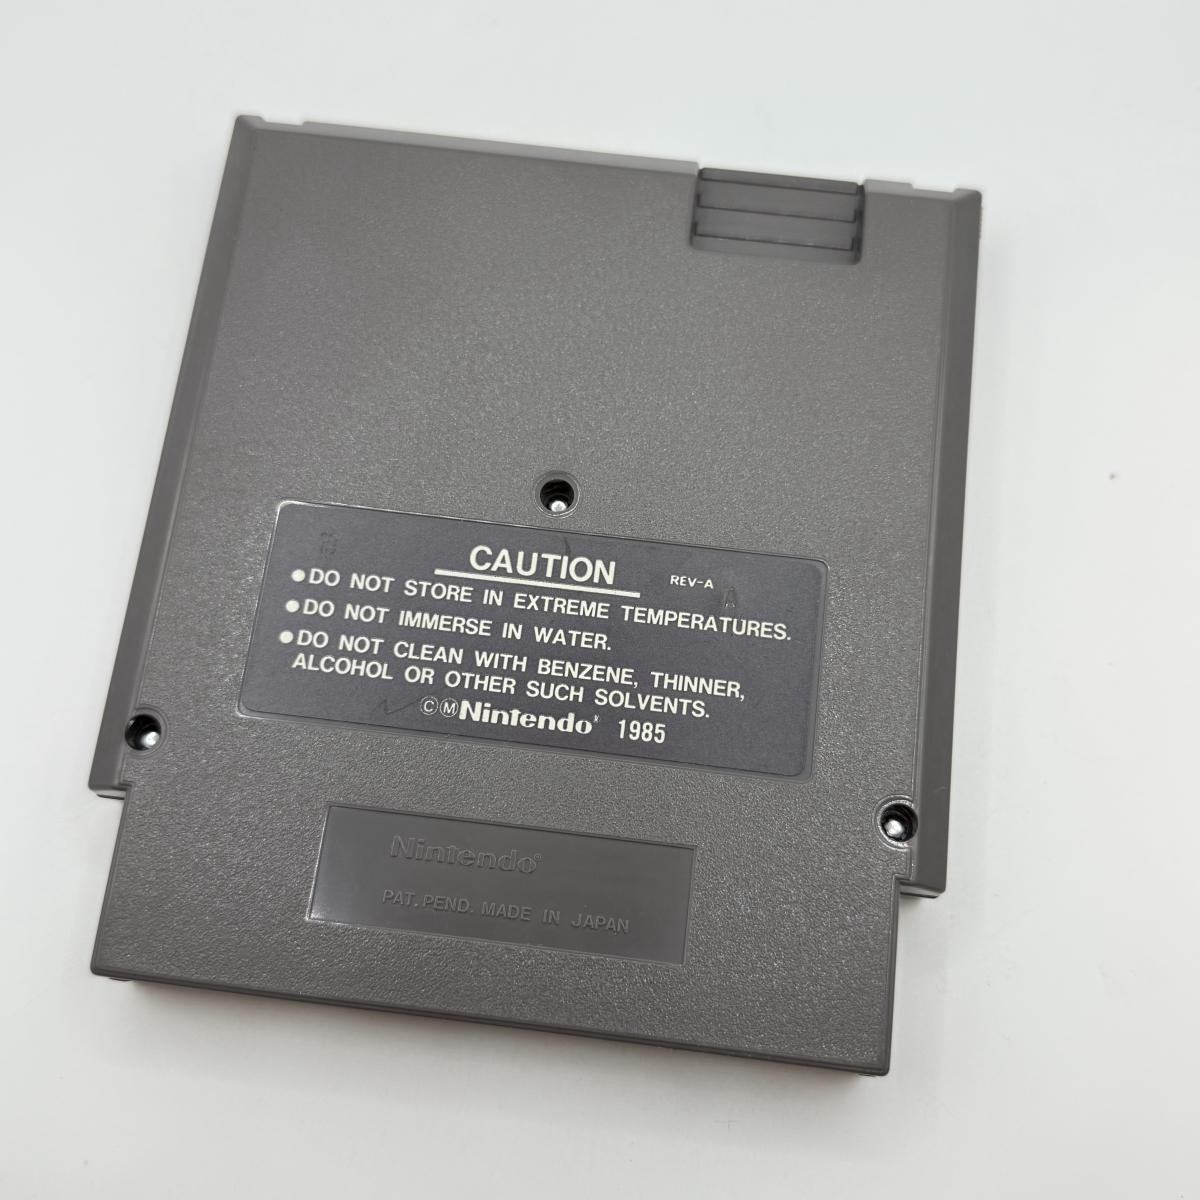 CAUTION REV-A
●DO NOT STORE IN EXTREME TEMPERATURES.
●DO NOT IMMERSE IN WATER.
●DO NOT CLEAN WITH BENZENE, THINNER,
ALCOHOL OR OTHER SUCH SOLVENTS.
ⒸⓂNintendo 1985
Nintendo®
PAT. PEND. MADE IN JAPAN